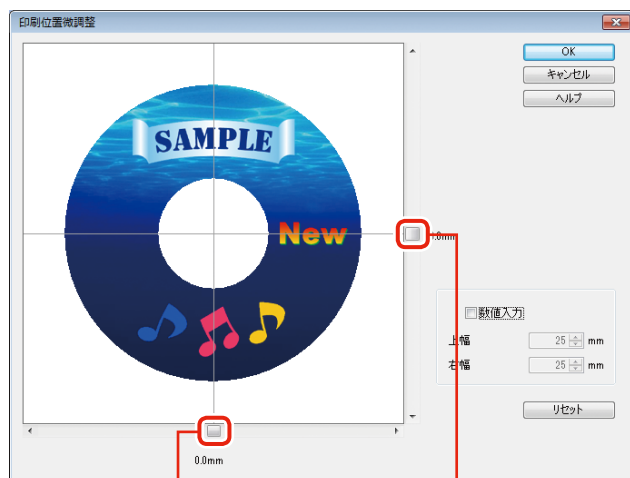 印刷位置微調整
OK
キャンセル
ヘルプ
SAMPLE
New
数値入力
上幅 25 mm
右幅 25 mm
リセット
0.0mm